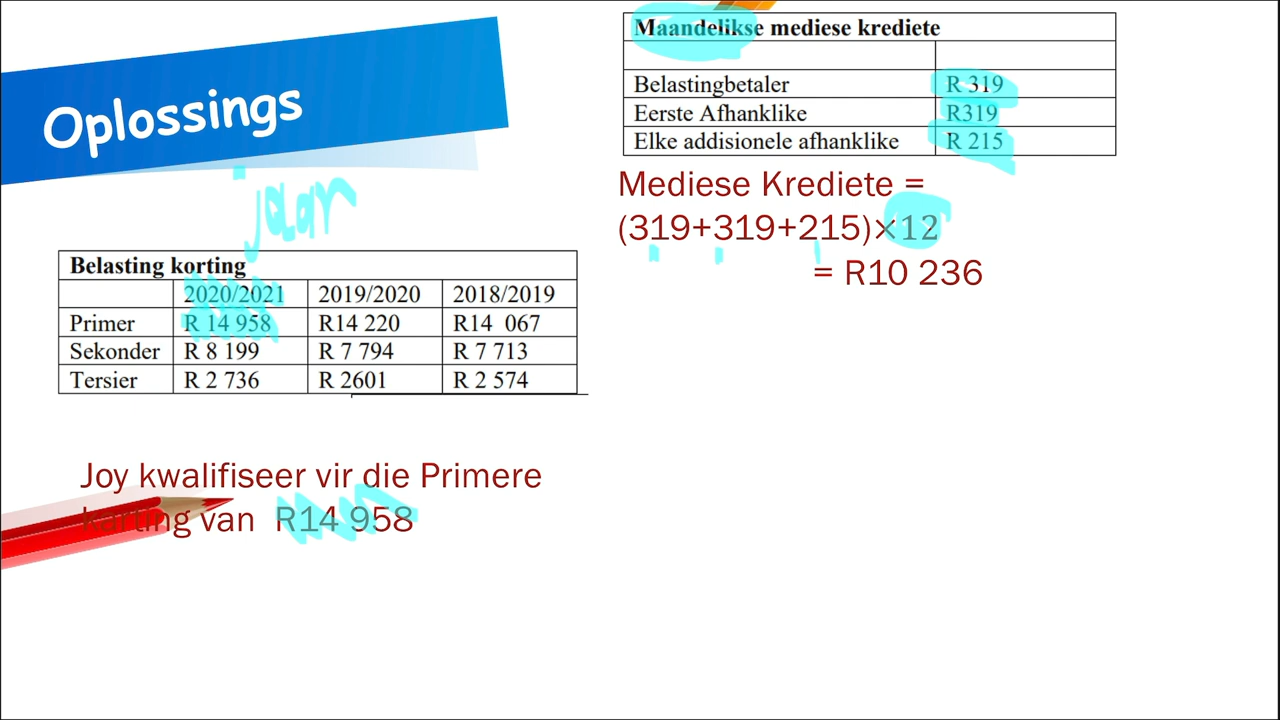 Oplossings
jaar
Belasting korting
2020/2021 2019/2020 2018/2019
Primer R 14 958 R14 220 R14 067
Sekonder R 8 199 R 7 794 R 7 713
Tersier R 2 736 R 2601 R 2 574
Joy kwalifiseer vir die Primere
karting van R14 958
Maandelikse mediese krediete
Belastingbetaler R 319
Eerste Afhanklike R319
Elke addisionele afhanklike R 215
Mediese Krediete =
(319+319+215)×12
= R10 236